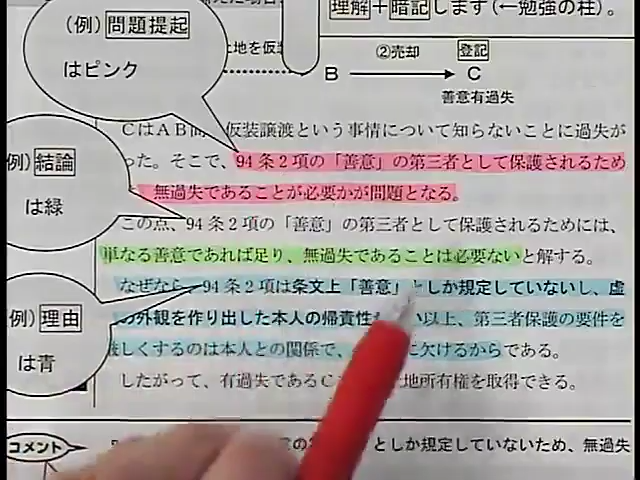 理解＋暗記します（←勉強の柱）。
（例）問題提起
はピンク
地を仮
B
②売却
登記
C
善意有過失
CはAB間
仮装譲渡という事情について知らないことに過失が
った。そこで、94条2項の「善意」の第三者として保護されるため
無過失であることが必要かが問題となる。
例）結論
は緑
この点、94条2項の「善意」の第三者として保護されるためには、
単なる善意であれば足り、無過失であることは必要ないと解する。
なぜなら、94条2項は条文上「善意」としか規定していないし、虚
の外観を作り出した本人の帰責性
い以上、第三者保護の要件を
しくするのは本人との関係で、
に欠けるからである。
例）理由
は青
したがって、有過失であるC
地所有権を取得できる。
コメント
としか規定していないため、無過失